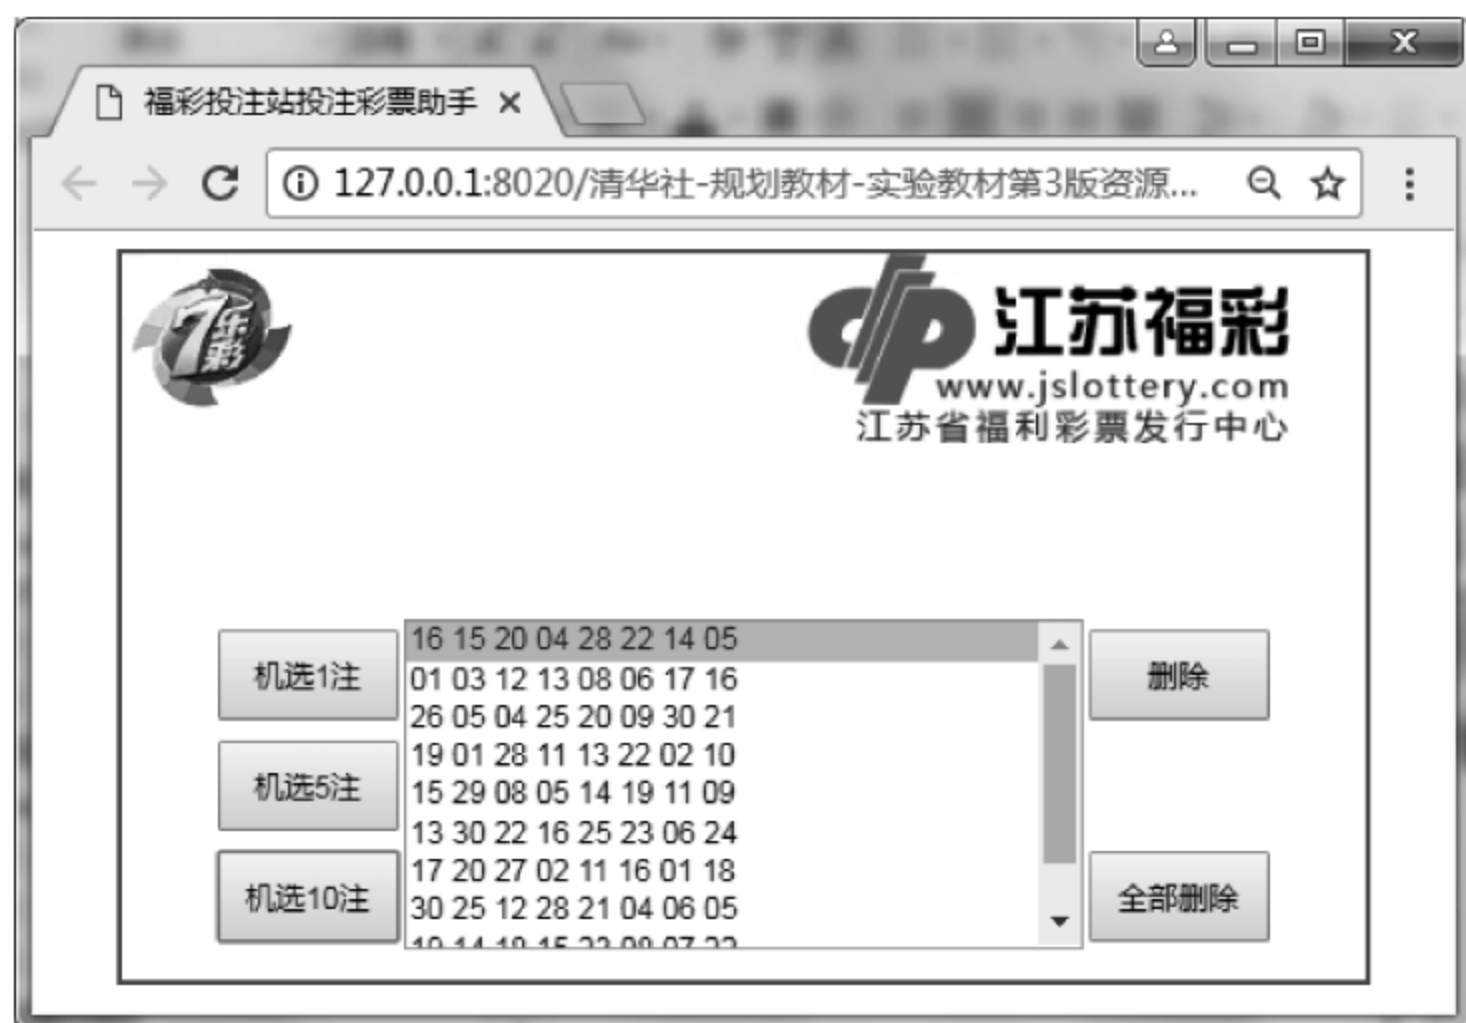 福彩投注站投注彩票助手
127.0.0.1:8020/清华社-规划教材-实验教材第3版资源...
7乐彩
江苏福彩
www.jslottery.com
江苏省福利彩票发行中心
机选1注
机选5注
机选10注
16 15 20 04 28 22 14 05
01 03 12 13 08 06 17 16
26 05 04 25 20 09 30 21
19 01 28 11 13 22 02 10
15 29 08 05 14 19 11 09
13 30 22 16 25 23 06 24
17 20 27 02 11 16 01 18
30 25 12 28 21 04 06 05
删除
全部删除